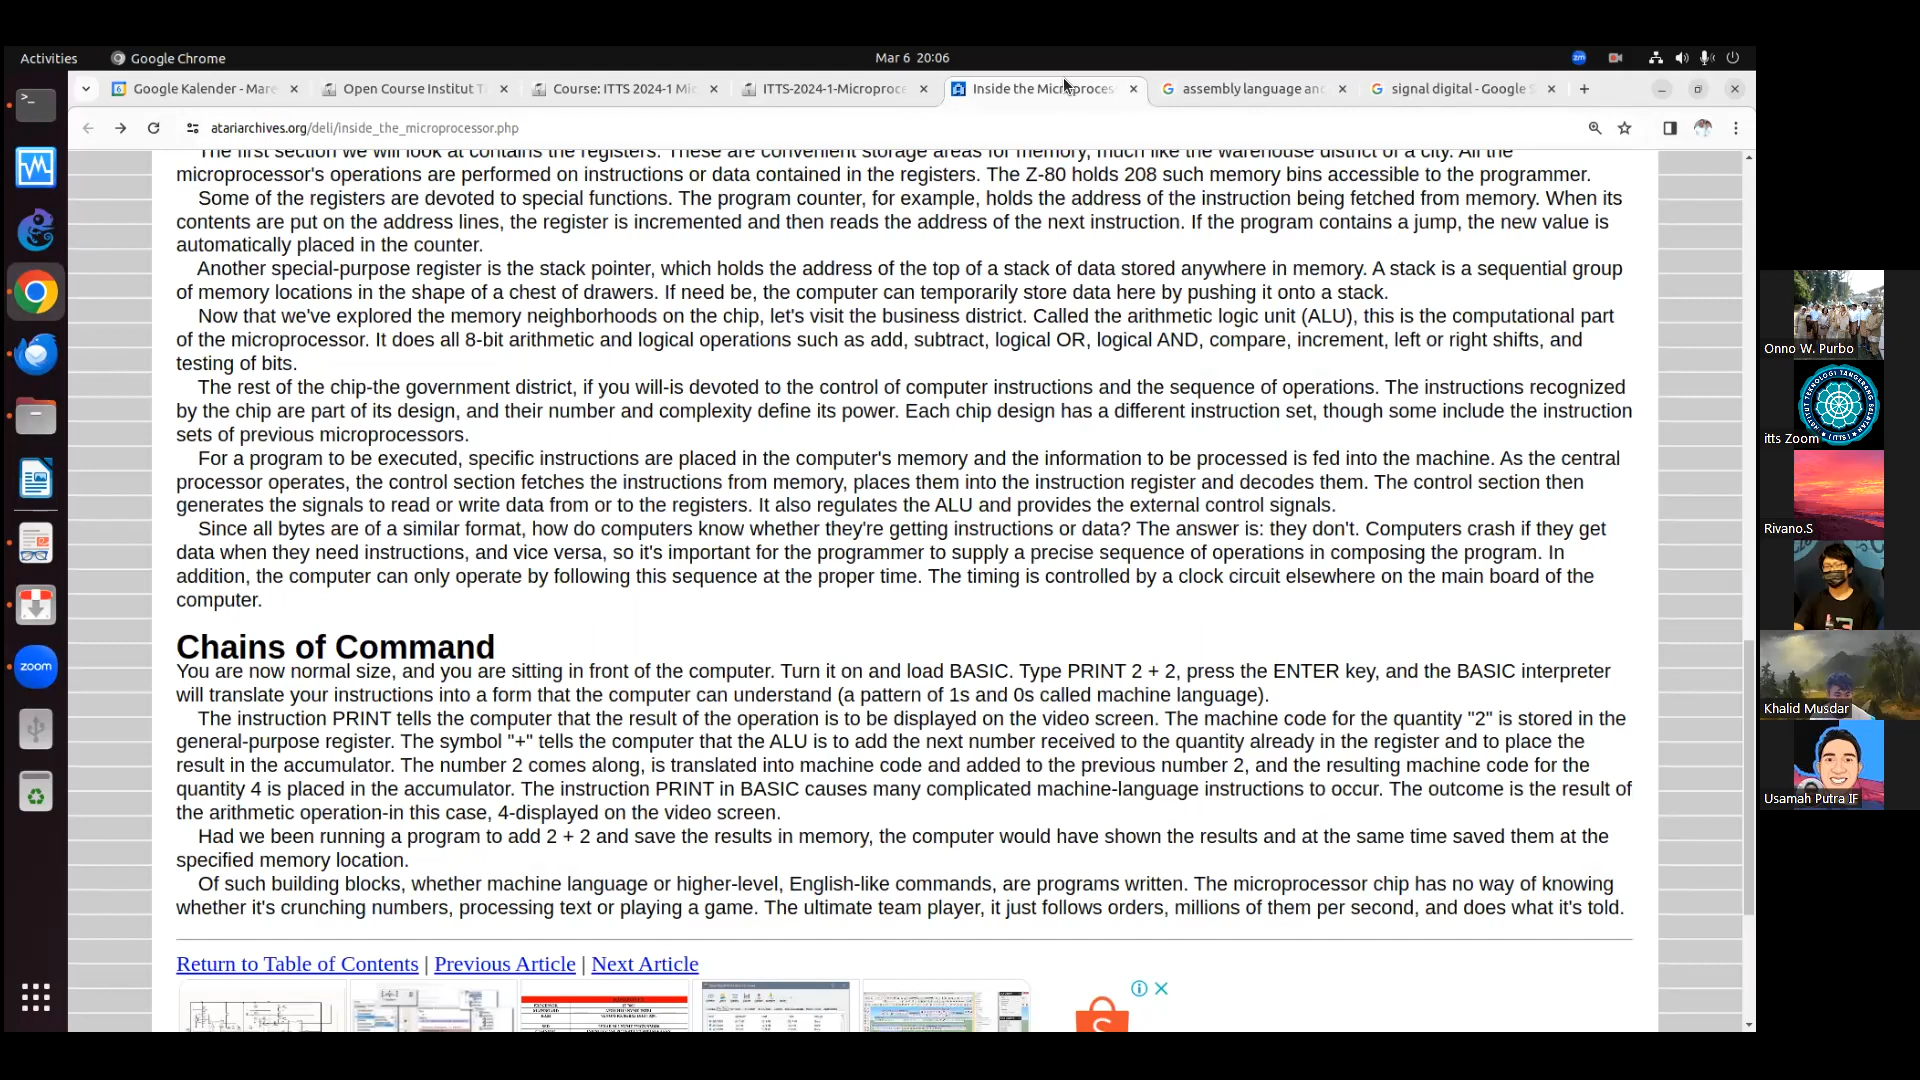 Activities
Google Chrome
Mar 6 20:06
Google Kalender - Mare
Open Course Institut T
Course: ITTS 2024-1 Mic
ITTS-2024-1-Microproce
Inside the Microproces
assembly language and
signal digital - Google S
atariarchives.org/deli/inside_the_microprocessor.php
The first section we will look at contains the registers. These are convenient storage areas for memory, much like the warehouse district of a city. All the
microprocessor's operations are performed on instructions or data contained in the registers. The Z-80 holds 208 such memory bins accessible to the programmer.
Some of the registers are devoted to special functions. The program counter, for example, holds the address of the instruction being fetched from memory. When its
contents are put on the address lines, the register is incremented and then reads the address of the next instruction. If the program contains a jump, the new value is
automatically placed in the counter.
Another special-purpose register is the stack pointer, which holds the address of the top of a stack of data stored anywhere in memory. A stack is a sequential group
of memory locations in the shape of a chest of drawers. If need be, the computer can temporarily store data here by pushing it onto a stack.
Now that we've explored the memory neighborhoods on the chip, let's visit the business district. Called the arithmetic logic unit (ALU), this is the computational part
of the microprocessor. It does all 8-bit arithmetic and logical operations such as add, subtract, logical OR, logical AND, compare, increment, left or right shifts, and
testing of bits.
The rest of the chip-the government district, if you will-is devoted to the control of computer instructions and the sequence of operations. The instructions recognized
by the chip are part of its design, and their number and complexity define its power. Each chip design has a different instruction set, though some include the instruction
sets of previous microprocessors.
For a program to be executed, specific instructions are placed in the computer's memory and the information to be processed is fed into the machine. As the central
processor operates, the control section fetches the instructions from memory, places them into the instruction register and decodes them. The control section then
generates the signals to read or write data from or to the registers. It also regulates the ALU and provides the external control signals.
Since all bytes are of a similar format, how do computers know whether they're getting instructions or data? The answer is: they don't. Computers crash if they get
data when they need instructions, and vice versa, so it's important for the programmer to supply a precise sequence of operations in composing the program. In
addition, the computer can only operate by following this sequence at the proper time. The timing is controlled by a clock circuit elsewhere on the main board of the
computer.
Chains of Command
You are now normal size, and you are sitting in front of the computer. Turn it on and load BASIC. Type PRINT 2 + 2, press the ENTER key, and the BASIC interpreter
will translate your instructions into a form that the computer can understand (a pattern of 1s and 0s called machine language).
The instruction PRINT tells the computer that the result of the operation is to be displayed on the video screen. The machine code for the quantity "2" is stored in the
general-purpose register. The symbol "+" tells the computer that the ALU is to add the next number received to the quantity already in the register and to place the
result in the accumulator. The number 2 comes along, is translated into machine code and added to the previous number 2, and the resulting machine code for the
quantity 4 is placed in the accumulator. The instruction PRINT in BASIC causes many complicated machine-language instructions to occur. The outcome is the result of
the arithmetic operation-in this case, 4-displayed on the video screen.
Had we been running a program to add 2 + 2 and save the results in memory, the computer would have shown the results and at the same time saved them at the
specified memory location.
Of such building blocks, whether machine language or higher-level, English-like commands, are programs written. The microprocessor chip has no way of knowing
whether it's crunching numbers, processing text or playing a game. The ultimate team player, it just follows orders, millions of them per second, and does what it's told.
Return to Table of Contents | Previous Article | Next Article
zoom
zm
Onno W. Purbo
itts Zoom
Rivano.S
Khalid Musdar
Usamah Putra IF